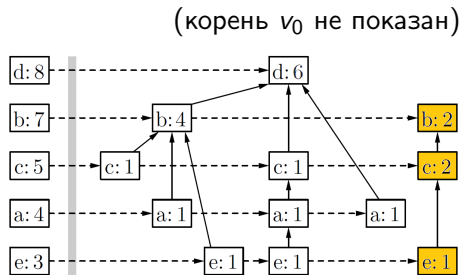 (корень v₀ не показан)
d: 8 d: 6
b: 7 b: 4 b: 2
c: 5 c: 1 c: 1 c: 2
a: 4 a: 1 a: 1 a: 1
e: 3 e: 1 e: 1 e: 1